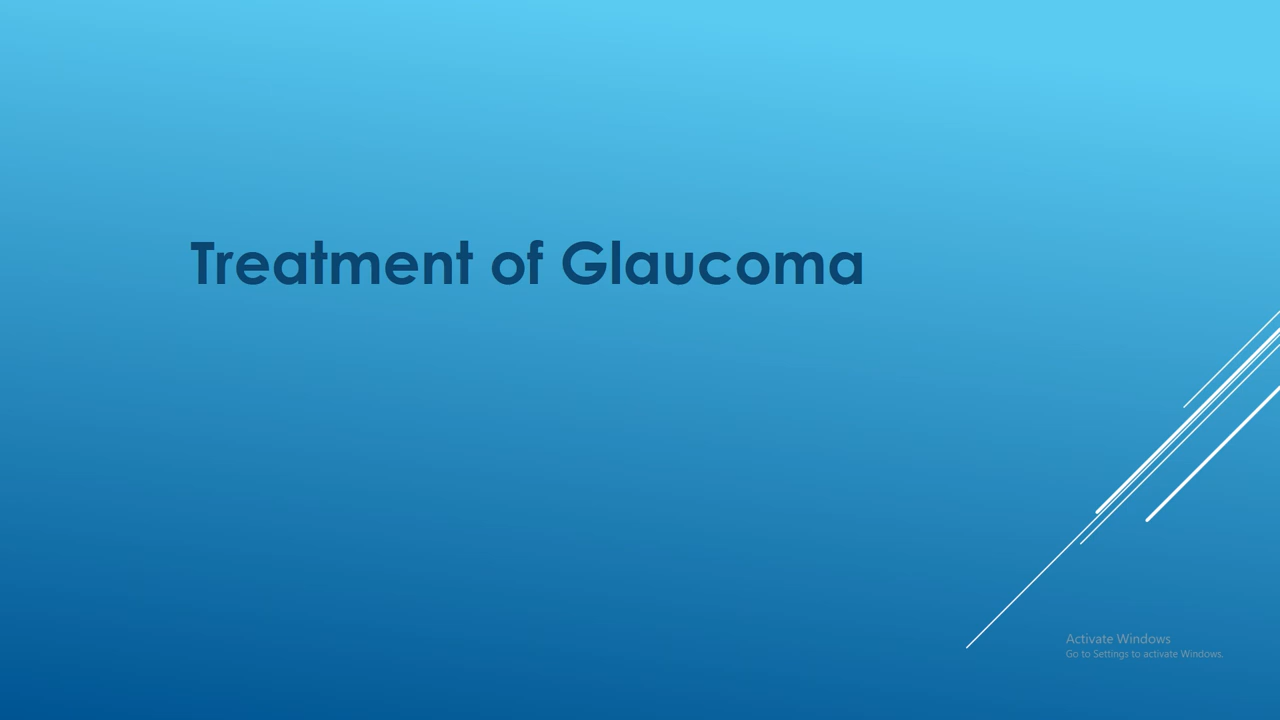 Treatment of Glaucoma
Activate Windows
Go to Settings to activate Windows.